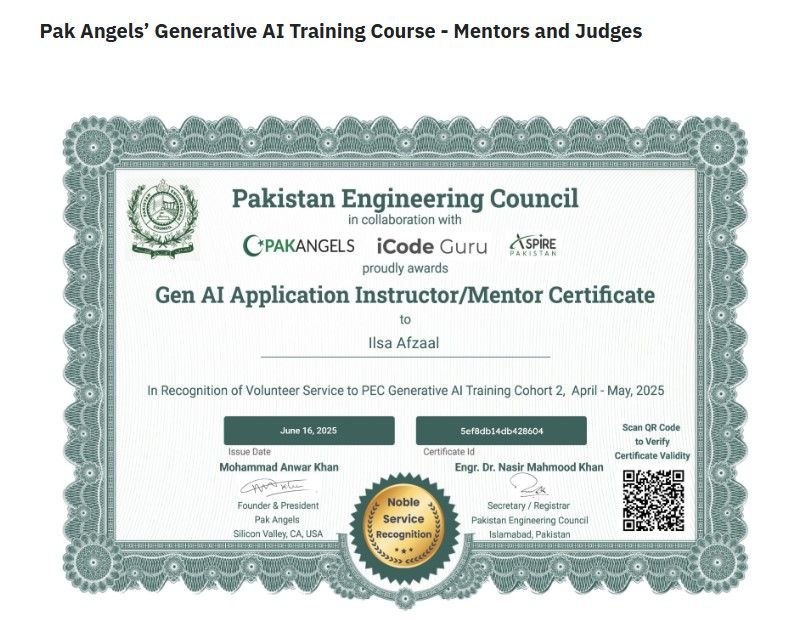 Pak Angels’ Generative AI Training Course - Mentors and Judges
Pakistan Engineering Council
in collaboration with
PAKANGELS iCode Guru ASPIRE PAKISTAN
proudly awards
Gen AI Application Instructor/Mentor Certificate
to
Ilsa Afzaal
In Recognition of Volunteer Service to PEC Generative AI Training Cohort 2, April - May, 2025
June 16, 2025
Issue Date
5ef8db14db428604
Certificate Id
Scan QR Code
to Verify
Certificate Validity
Mohammad Anwar Khan
Founder & President
Pak Angels
Silicon Valley, CA, USA
Noble
Service
Recognition
Engr. Dr. Nasir Mahmood Khan
Secretary / Registrar
Pakistan Engineering Council
Islamabad, Pakistan